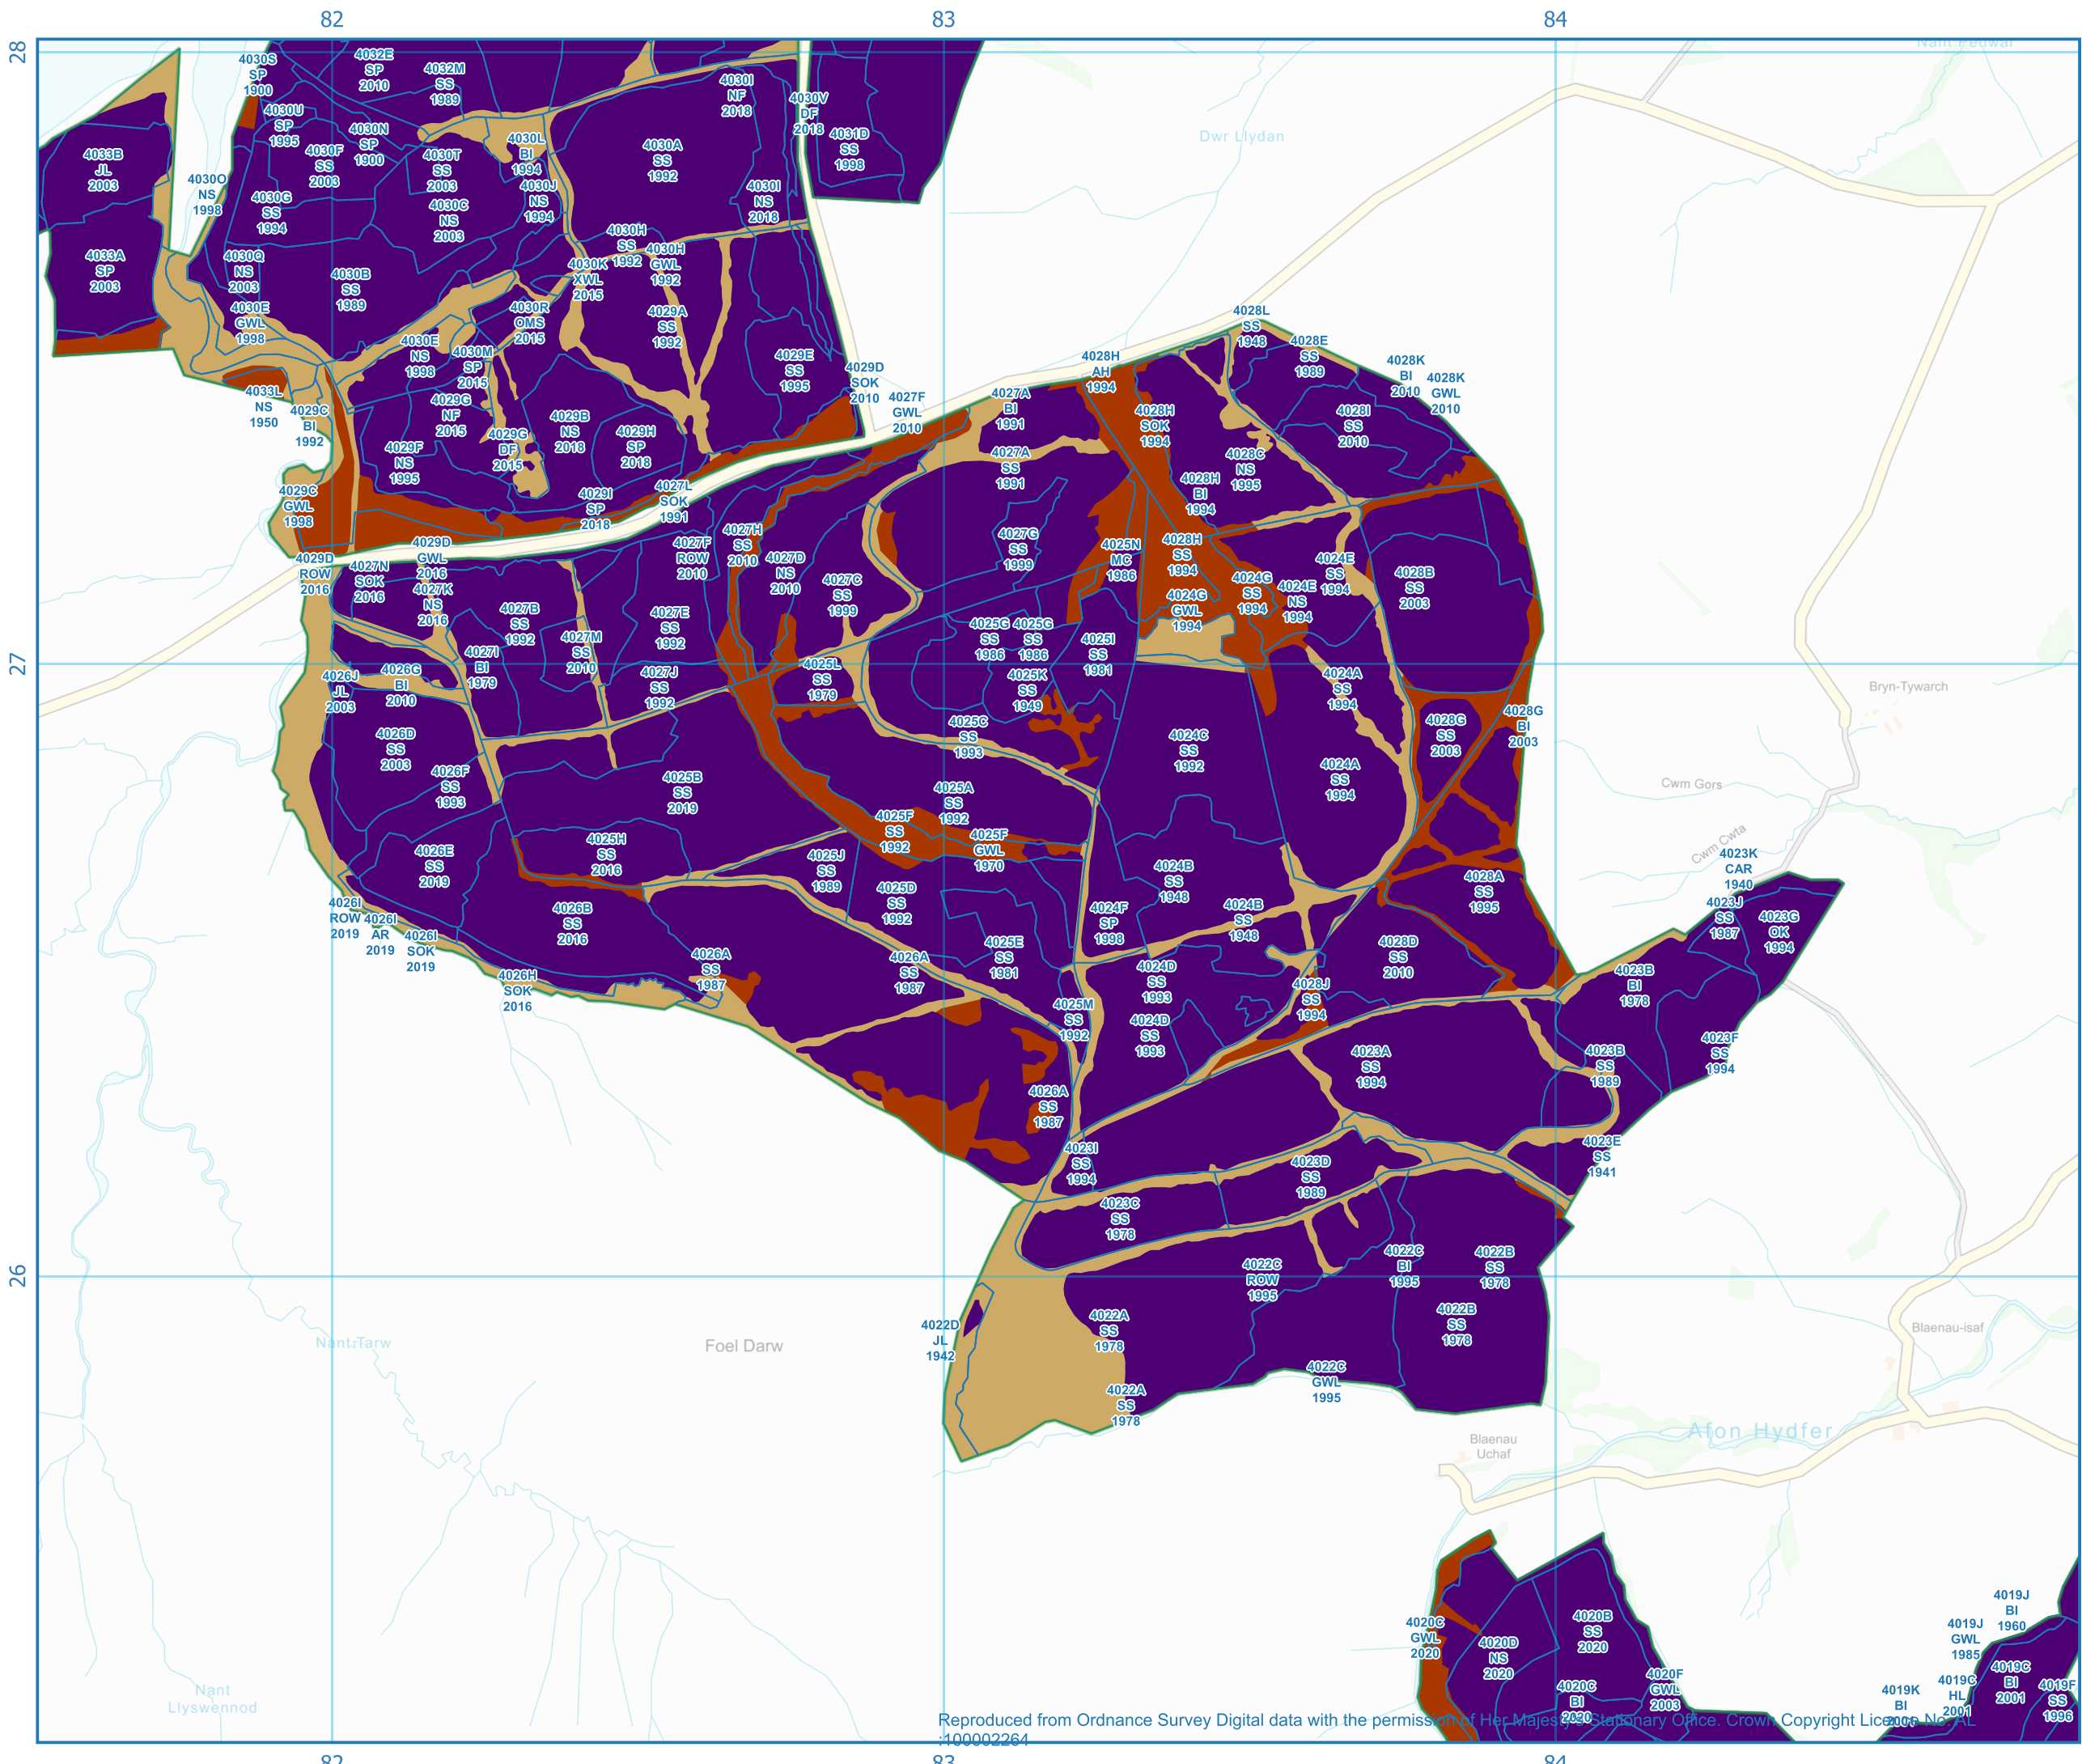 82
83
84
28
27
26
Nant Pedwar
4030S
SP
1900
4032E
SP
2010
4032M
SS
1989
4030I
NF
2018
4030V
DF
2018
4031D
SS
1998
Dwr Llydan
4030U
SP
1995
4030N
SP
1900
4030F
SS
2003
4030T
SS
2003
4030L
BI
1994
4030A
SS
1992
4033B
JL
2003
4030O
NS
1998
4030G
SS
1994
4030C
NS
2003
4030J
NS
1994
4030I
NS
2018
4033A
SP
2003
4030Q
NS
2003
4030B
SS
1989
4030H
SS
1992
4030H
GWL
1992
4030K
XWL
2015
4030E
GWL
1998
4030E
NS
1998
4030R
OMS
2015
4030M
SP
2015
4029A
SS
1992
4029E
SS
1995
4029D
SOK
2010
4033L
NS
1950
4029C
BI
1992
4029G
NF
2015
4029G
DF
2015
4029B
NS
2018
4029H
SP
2018
4029F
NS
1995
4029C
GWL
1998
4029I
SP
2018
4027L
SOK
1991
4027F
GWL
2010
4027A
BI
1991
4027A
SS
1991
4028H
AH
1994
4028H
SOK
1994
4028L
SS
1948
4028E
SS
1989
4028K
BI
2010
4028K
GWL
2010
4028I
SS
2010
4028C
NS
1995
4028H
BI
1994
4029D
ROW
2016
4027N
SOK
2016
4029D
GWL
2016
4027K
NS
2016
4027B
SS
1992
4027F
ROW
2010
4027H
SS
2010
4027D
NS
2010
4027C
SS
1999
4027G
SS
1999
4025N
MC
1986
4028H
SS
1994
4024G
GWL
1994
4024G
SS
1994
4024E
NS
1994
4024E
SS
1994
4028B
SS
2003
4027E
SS
1992
4027M
SS
2010
4027I
BI
1979
4027J
SS
1992
4026J
JL
2003
4026G
BI
2010
4025L
SS
1979
4025G
SS
1986
4025G
SS
1986
4025K
SS
1949
4025I
SS
1981
4024A
SS
1994
4028G
SS
2003
4028G
BI
2003
Bryn-Tywarch
4026D
SS
2003
4026F
SS
1993
4025B
SS
2019
4025C
SS
1993
4024C
SS
1992
4024A
SS
1994
Cwm Gors
Cwm Cwta
4025A
SS
1992
4025F
SS
1992
4025F
GWL
1970
4026E
SS
2019
4025H
SS
2016
4025J
SS
1989
4025D
SS
1992
4024B
SS
1948
4024B
SS
1948
4028A
SS
1995
4023K
CAR
1940
4023J
SS
1987
4023G
OK
1994
4026I
ROW
2019
4026I
AR
2019
4026I
SOK
2019
4026H
SOK
2016
4026B
SS
2016
4026A
SS
1987
4026A
SS
1987
4025E
SS
1981
4024F
SP
1998
4024D
SS
1993
4024D
SS
1993
4028J
SS
1994
4028D
SS
2010
4023B
BI
1978
4023F
SS
1994
4023B
SS
1989
4025M
SS
1992
4023A
SS
1994
4026A
SS
1987
4023I
SS
1994
4023D
SS
1989
4023E
SS
1941
4023C
SS
1978
4022C
ROW
1995
4022C
BI
1995
4022B
SS
1978
4022B
SS
1978
4022D
JL
1942
4022A
SS
1978
4022A
SS
1978
4022C
GWL
1995
Nant Tarw
Foel Darw
Blaenau-isaf
Afon Hydfer
Blaenau
Uchaf
Nant
Llyswennod
4020C
GWL
2020
4020D
NS
2020
4020B
SS
2020
4020C
BI
4020F
GWL
2003
4019J
BI
1960
4019J
GWL
1985
4019K
BI
4019C
HL
2001
4019C
BI
2001
4019F
SS
1996
Reproduced from Ordnance Survey Digital data with the permission of Her Majesty's Stationary Office. Crown Copyright Licence No. AL
:100002264
82
83
84